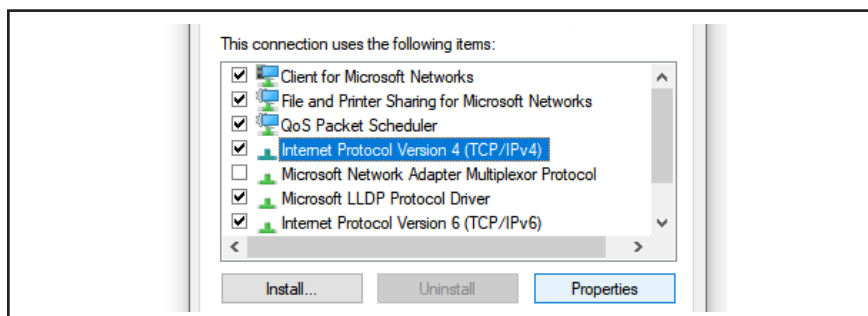 This connection uses the following items:
Client for Microsoft Networks
File and Printer Sharing for Microsoft Networks
QoS Packet Scheduler
Internet Protocol Version 4 (TCP/IPv4)
Microsoft Network Adapter Multiplexor Protocol
Microsoft LLDP Protocol Driver
Internet Protocol Version 6 (TCP/IPv6)
Install... Uninstall Properties